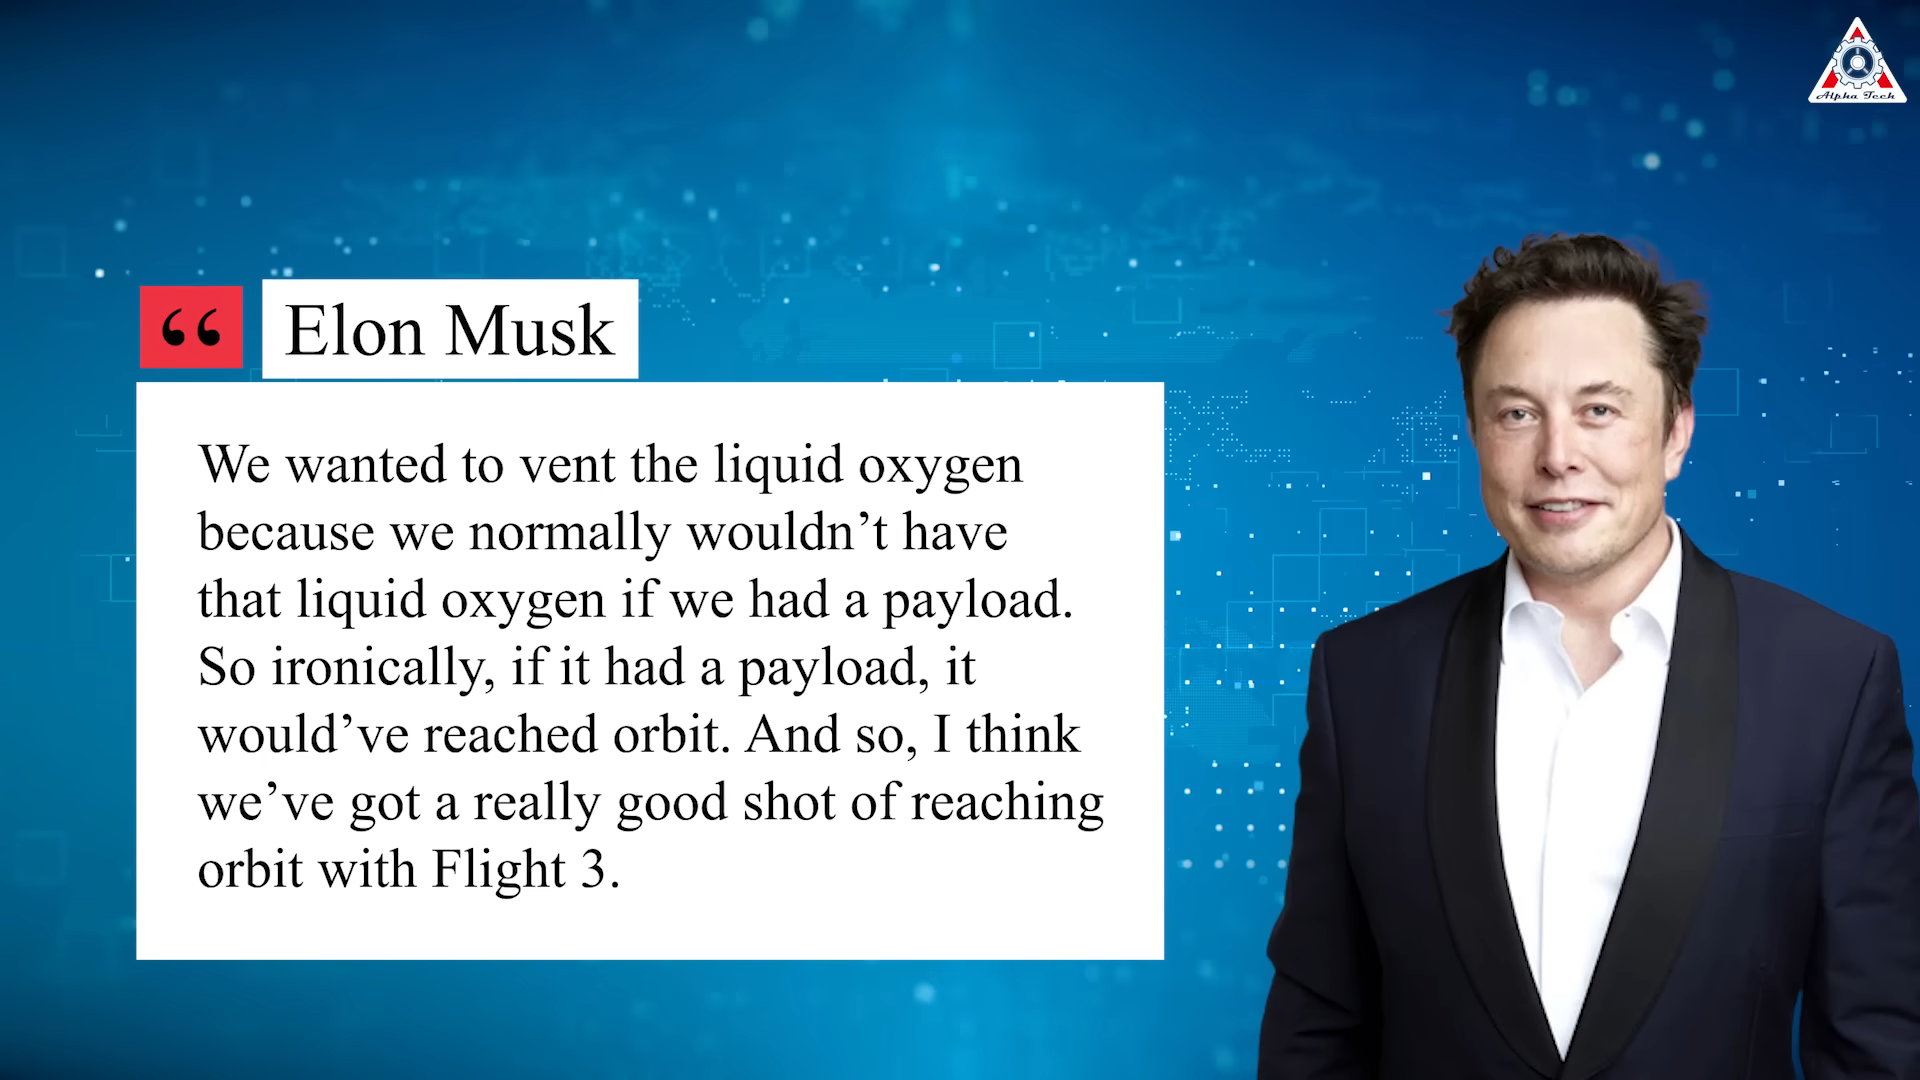 Alpha Tech
“ Elon Musk
We wanted to vent the liquid oxygen
because we normally wouldn’t have
that liquid oxygen if we had a payload.
So ironically, if it had a payload, it
would’ve reached orbit. And so, I think
we’ve got a really good shot of reaching
orbit with Flight 3.